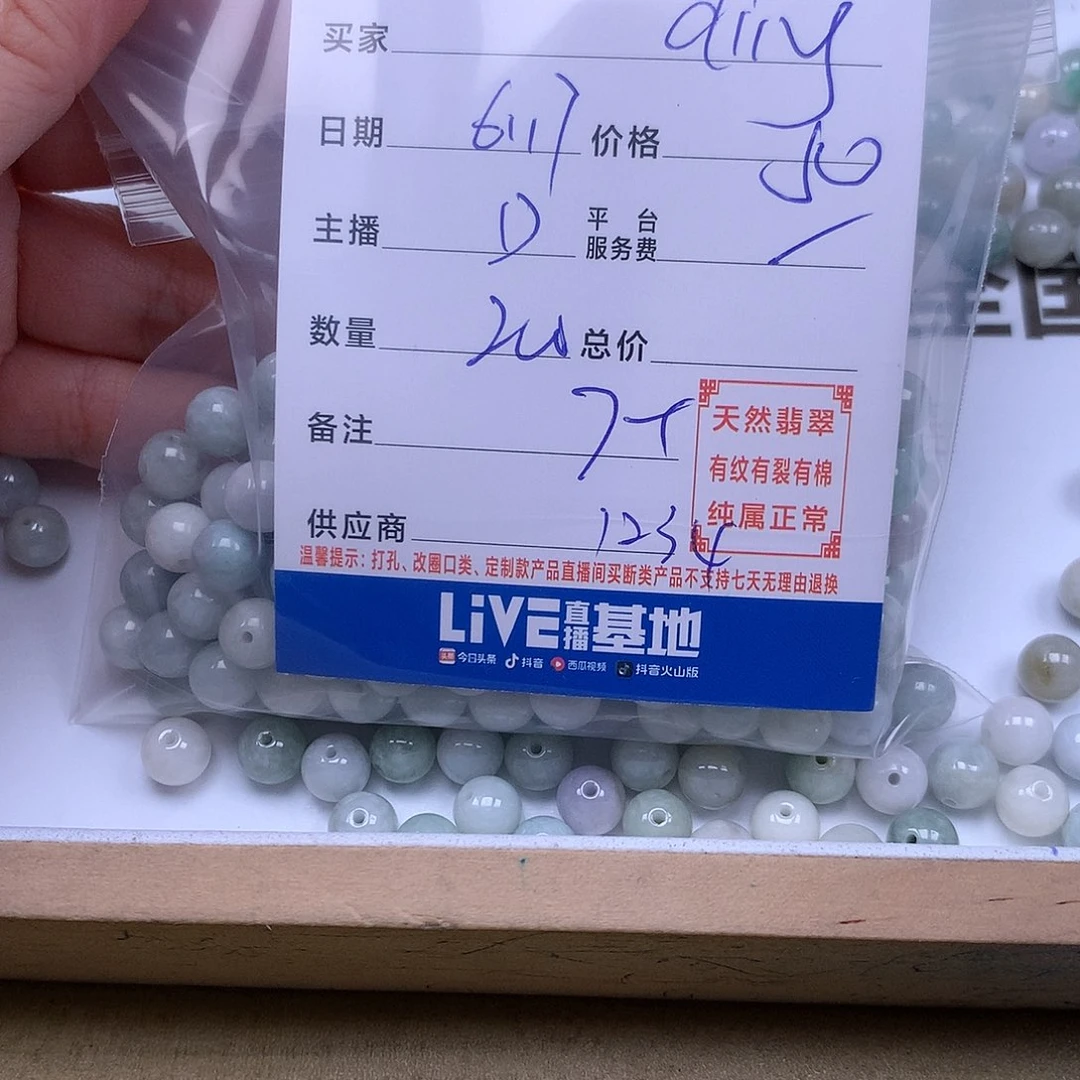 买家
日期 6.17 价格 50
主播 D 平台服务费 /
数量 200 总价
备注
天然翡翠
有纹有裂有棉
纯属正常
供应商 1234
温馨提示：打孔、改圈口类、定制款产品直播间买断类产品不支持七天无理由退换
LiVE直播基地
头条 今日头条 抖音 西瓜视频 抖音火山版
全国